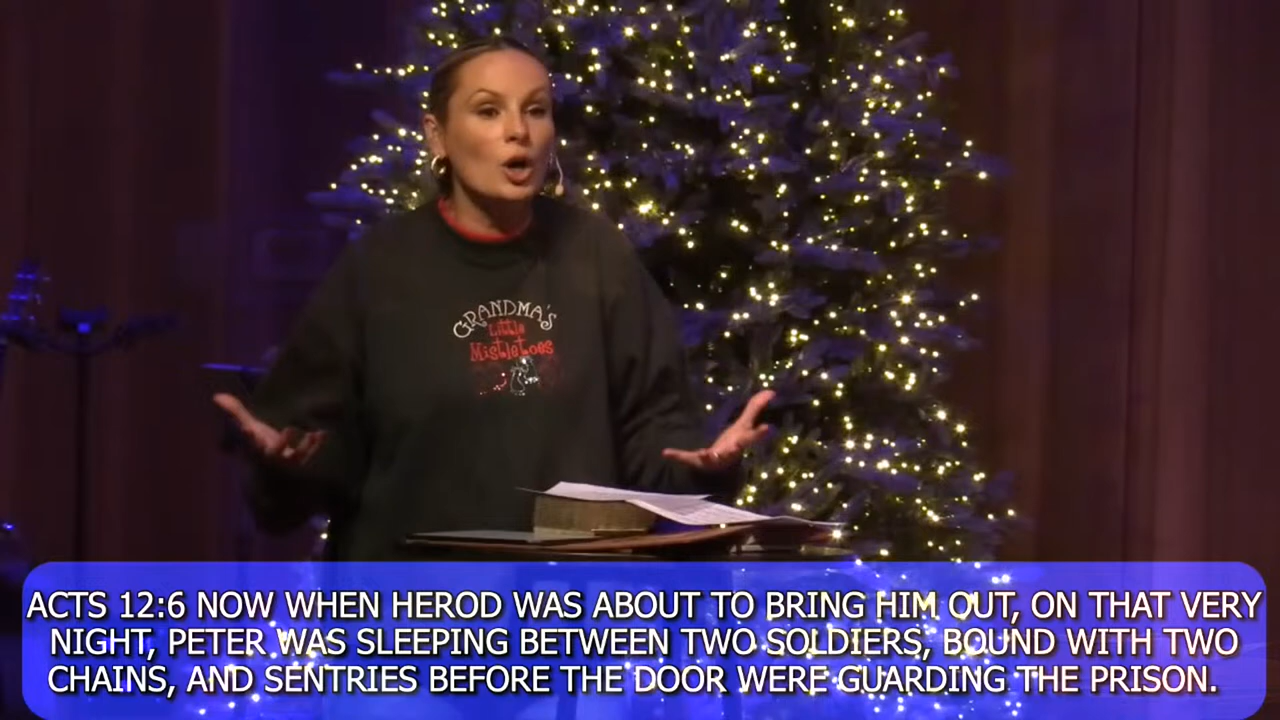 GRANDMA'S
Little
Mistletoes
ACTS 12:6 NOW WHEN HEROD WAS ABOUT TO BRING HIM OUT, ON THAT VERY
NIGHT, PETER WAS SLEEPING BETWEEN TWO SOLDIERS, BOUND WITH TWO
CHAINS, AND SENTRIES BEFORE THE DOOR WERE GUARDING THE PRISON.